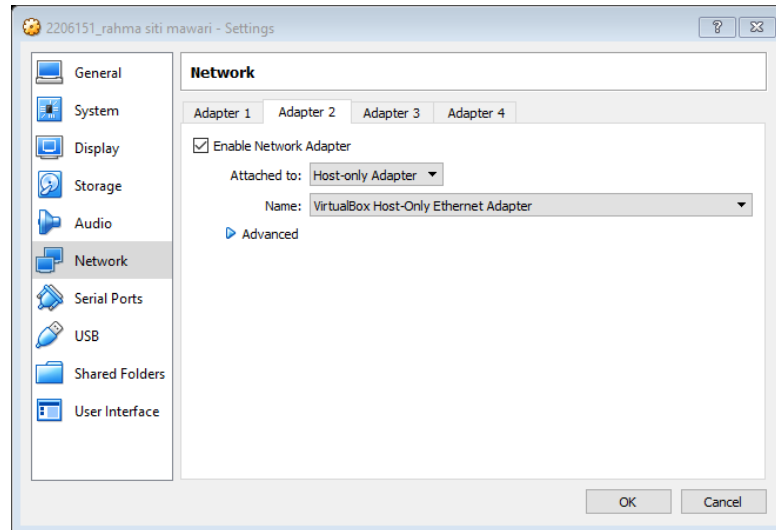 2206151_rahma siti mawari - Settings
General
System
Display
Storage
Audio
Network
Serial Ports
USB
Shared Folders
User Interface
Network
Adapter 1 Adapter 2 Adapter 3 Adapter 4
Enable Network Adapter
Attached to: Host-only Adapter
Name: VirtualBox Host-Only Ethernet Adapter
Advanced
OK Cancel